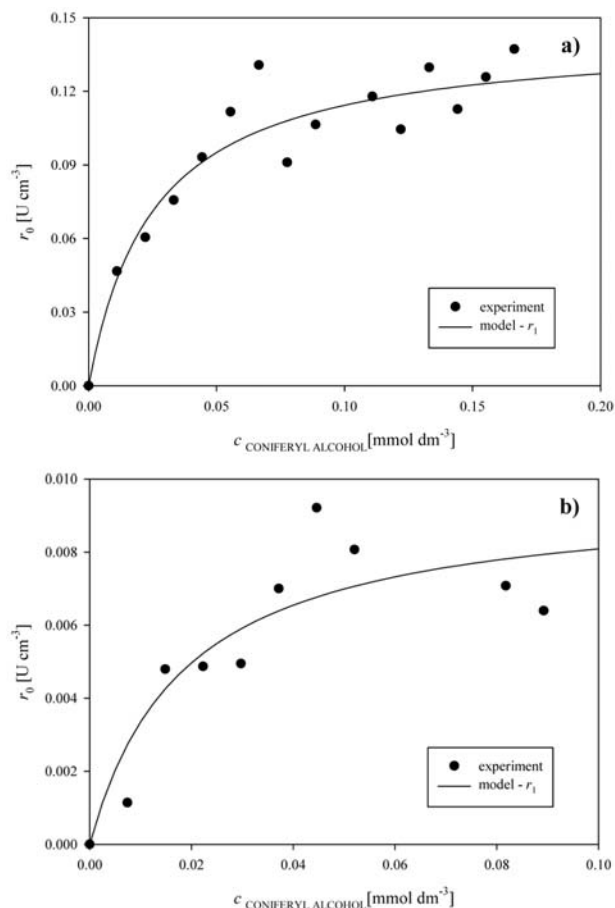 a)
0.15
0.12
0.09
0.06
0.03
0.00
r₀ [U cm⁻³]
experiment
model - r₁
0.00 0.05 0.10 0.15 0.20
c CONIFERYL ALCOHOL[mmol dm⁻³]
b)
0.010
0.008
0.006
0.004
0.002
0.000
r₀ [U cm⁻³]
experiment
model - r₁
0.00 0.02 0.04 0.06 0.08 0.10
c CONIFERYL ALCOHOL[mmol dm⁻³]